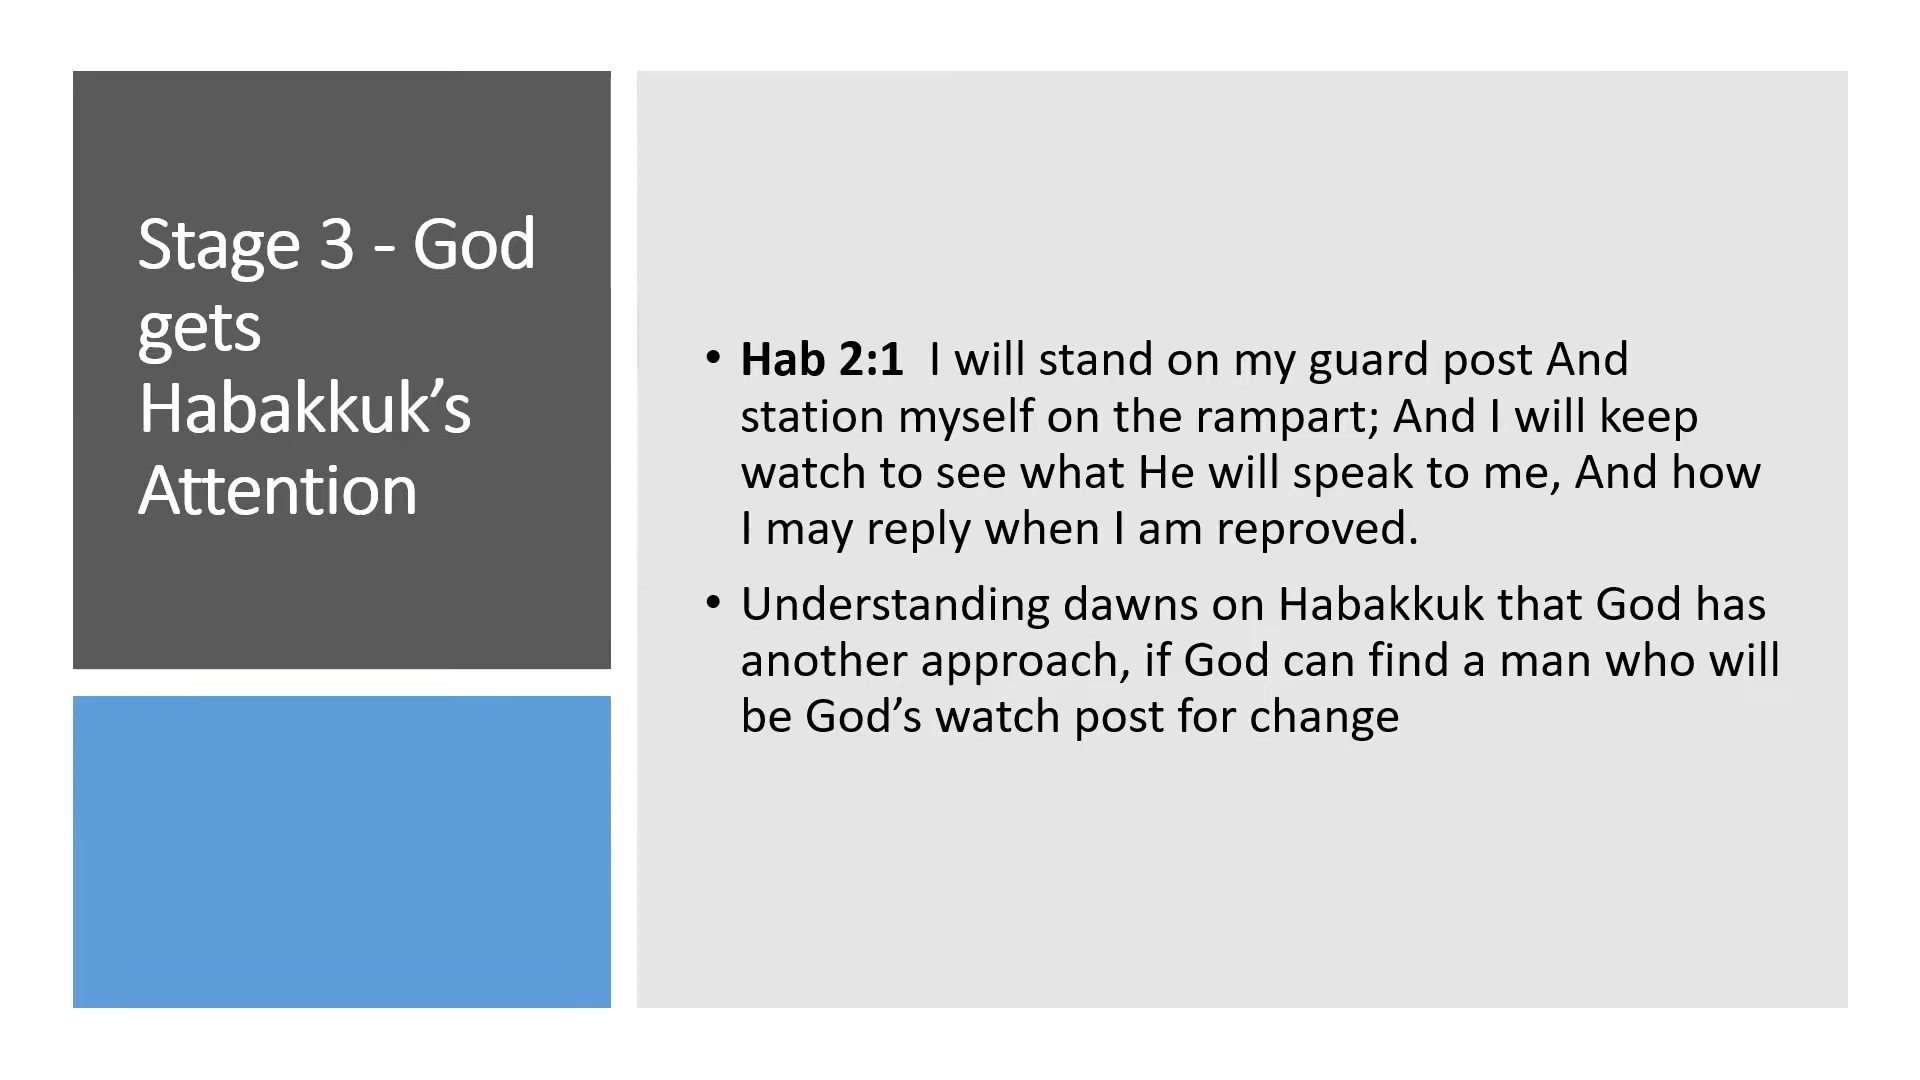 Stage 3 - God
gets
Habakkuk’s
Attention
• Hab 2:1  I will stand on my guard post And
station myself on the rampart; And I will keep
watch to see what He will speak to me, And how
I may reply when I am reproved.
• Understanding dawns on Habakkuk that God has
another approach, if God can find a man who will
be God’s watch post for change